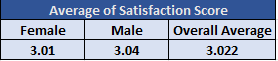 Average of Satisfaction Score
Female Male Overall Average
3.01 3.04 3.022